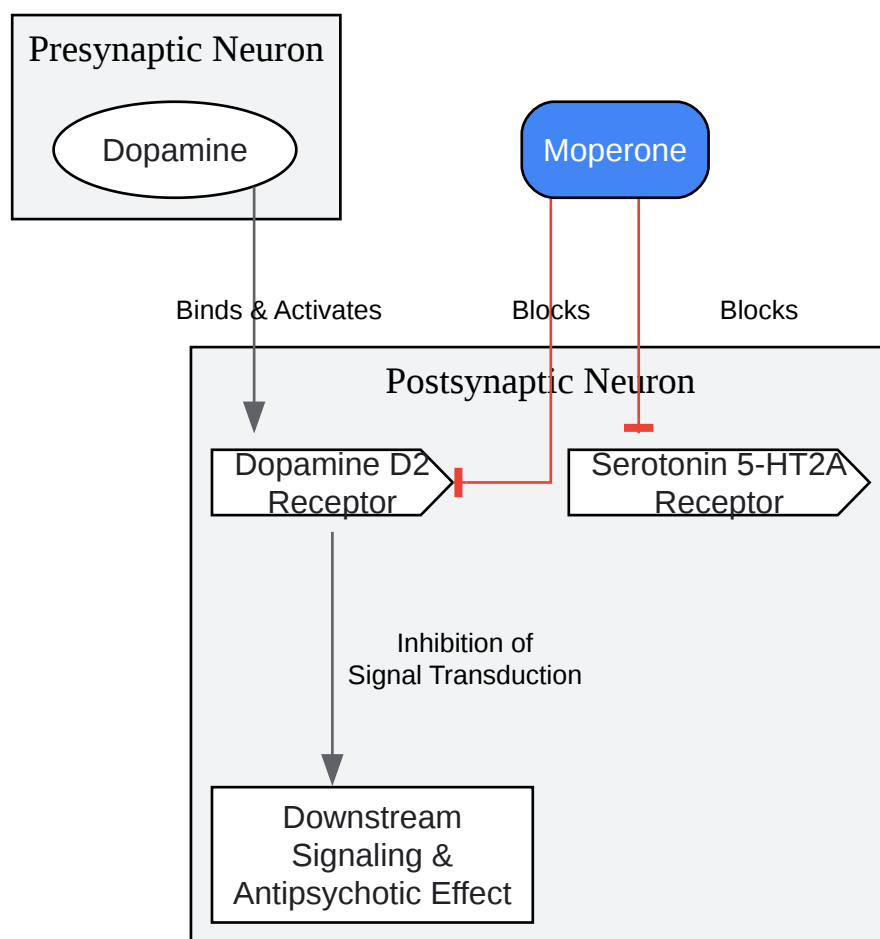 Presynaptic Neuron
Dopamine
Moperone
Binds & Activates
Blocks
Blocks
Postsynaptic Neuron
Dopamine D2
Receptor
Serotonin 5-HT2A
Receptor
Inhibition of
Signal Transduction
Downstream
Signaling &
Antipsychotic Effect